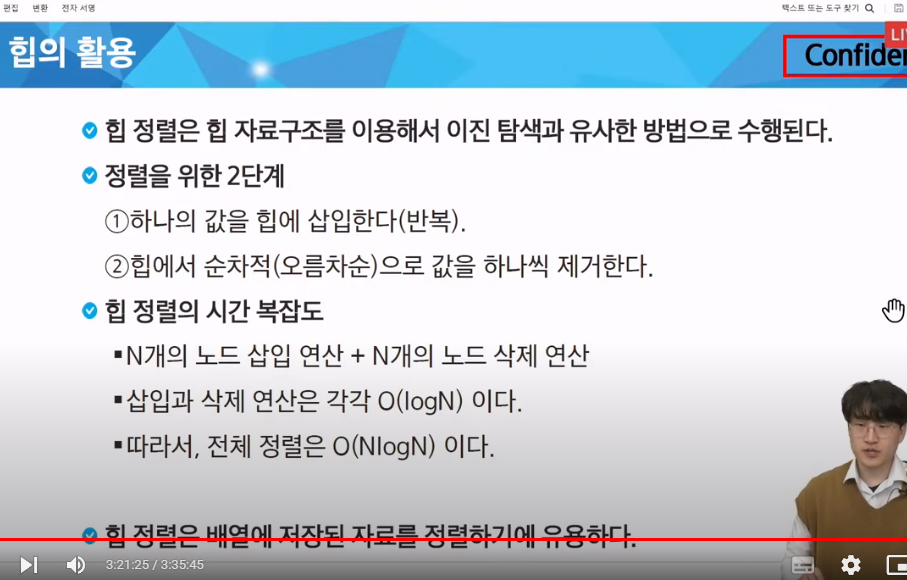 편집 변환 전자 서명 텍스트 또는 도구 찾기
힙의 활용
LI
Confider
힙 정렬은 힙 자료구조를 이용해서 이진 탐색과 유사한 방법으로 수행된다.
정렬을 위한 2단계
①하나의 값을 힙에 삽입한다(반복).
②힙에서 순차적(오름차순)으로 값을 하나씩 제거한다.
힙 정렬의 시간 복잡도
▪N개의 노드 삽입 연산 + N개의 노드 삭제 연산
▪삽입과 삭제 연산은 각각 O(logN) 이다.
▪따라서, 전체 정렬은 O(NlogN) 이다.
힙 정렬은 배열에 저장된 자료를 정렬하기에 유용하다.
3:21:25 / 3:35:45